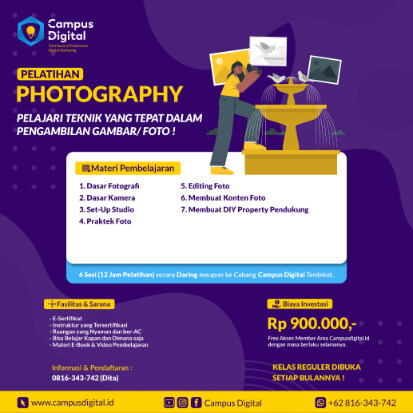 Campus
Digital
PELATIHAN
PHOTOGRAPHY
PELAJARI TEKNIK YANG TEPAT DALAM
PENGAMBILAN GAMBAR/ FOTO !
Materi Pembelajaran
1. Dasar Fotografi
2. Dasar Kamera
3. Set-Up Studio
4. Praktek Foto
5. Editing Foto
6. Membuat Konten Foto
7. Membuat DIY Property Pendukung
6 Sesi (12 Jam Pelatihan) secara Daring maupun ke Cabang Campus Digital Terdekat.
Fasilitas & Sarana
- E-Sertifikat
- Instruktur yang Tersertifikasi
- Ruangan yang Nyaman dan ber-AC
- Bisa Belajar Kapan dan Dimana saja
- Materi E-Book & Video Pembelajaran
Informasi & Pendaftaran :
0816-343-742 (Dita)
Biaya Investasi
Rp 900.000,-
Free Akses Member Area Campusdigital.id
dengan masa berlaku selamanya.
KELAS REGULER DIBUKA
SETIAP BULANNYA !
www.campusdigital.id
Campus Digital
+62 816-343-742